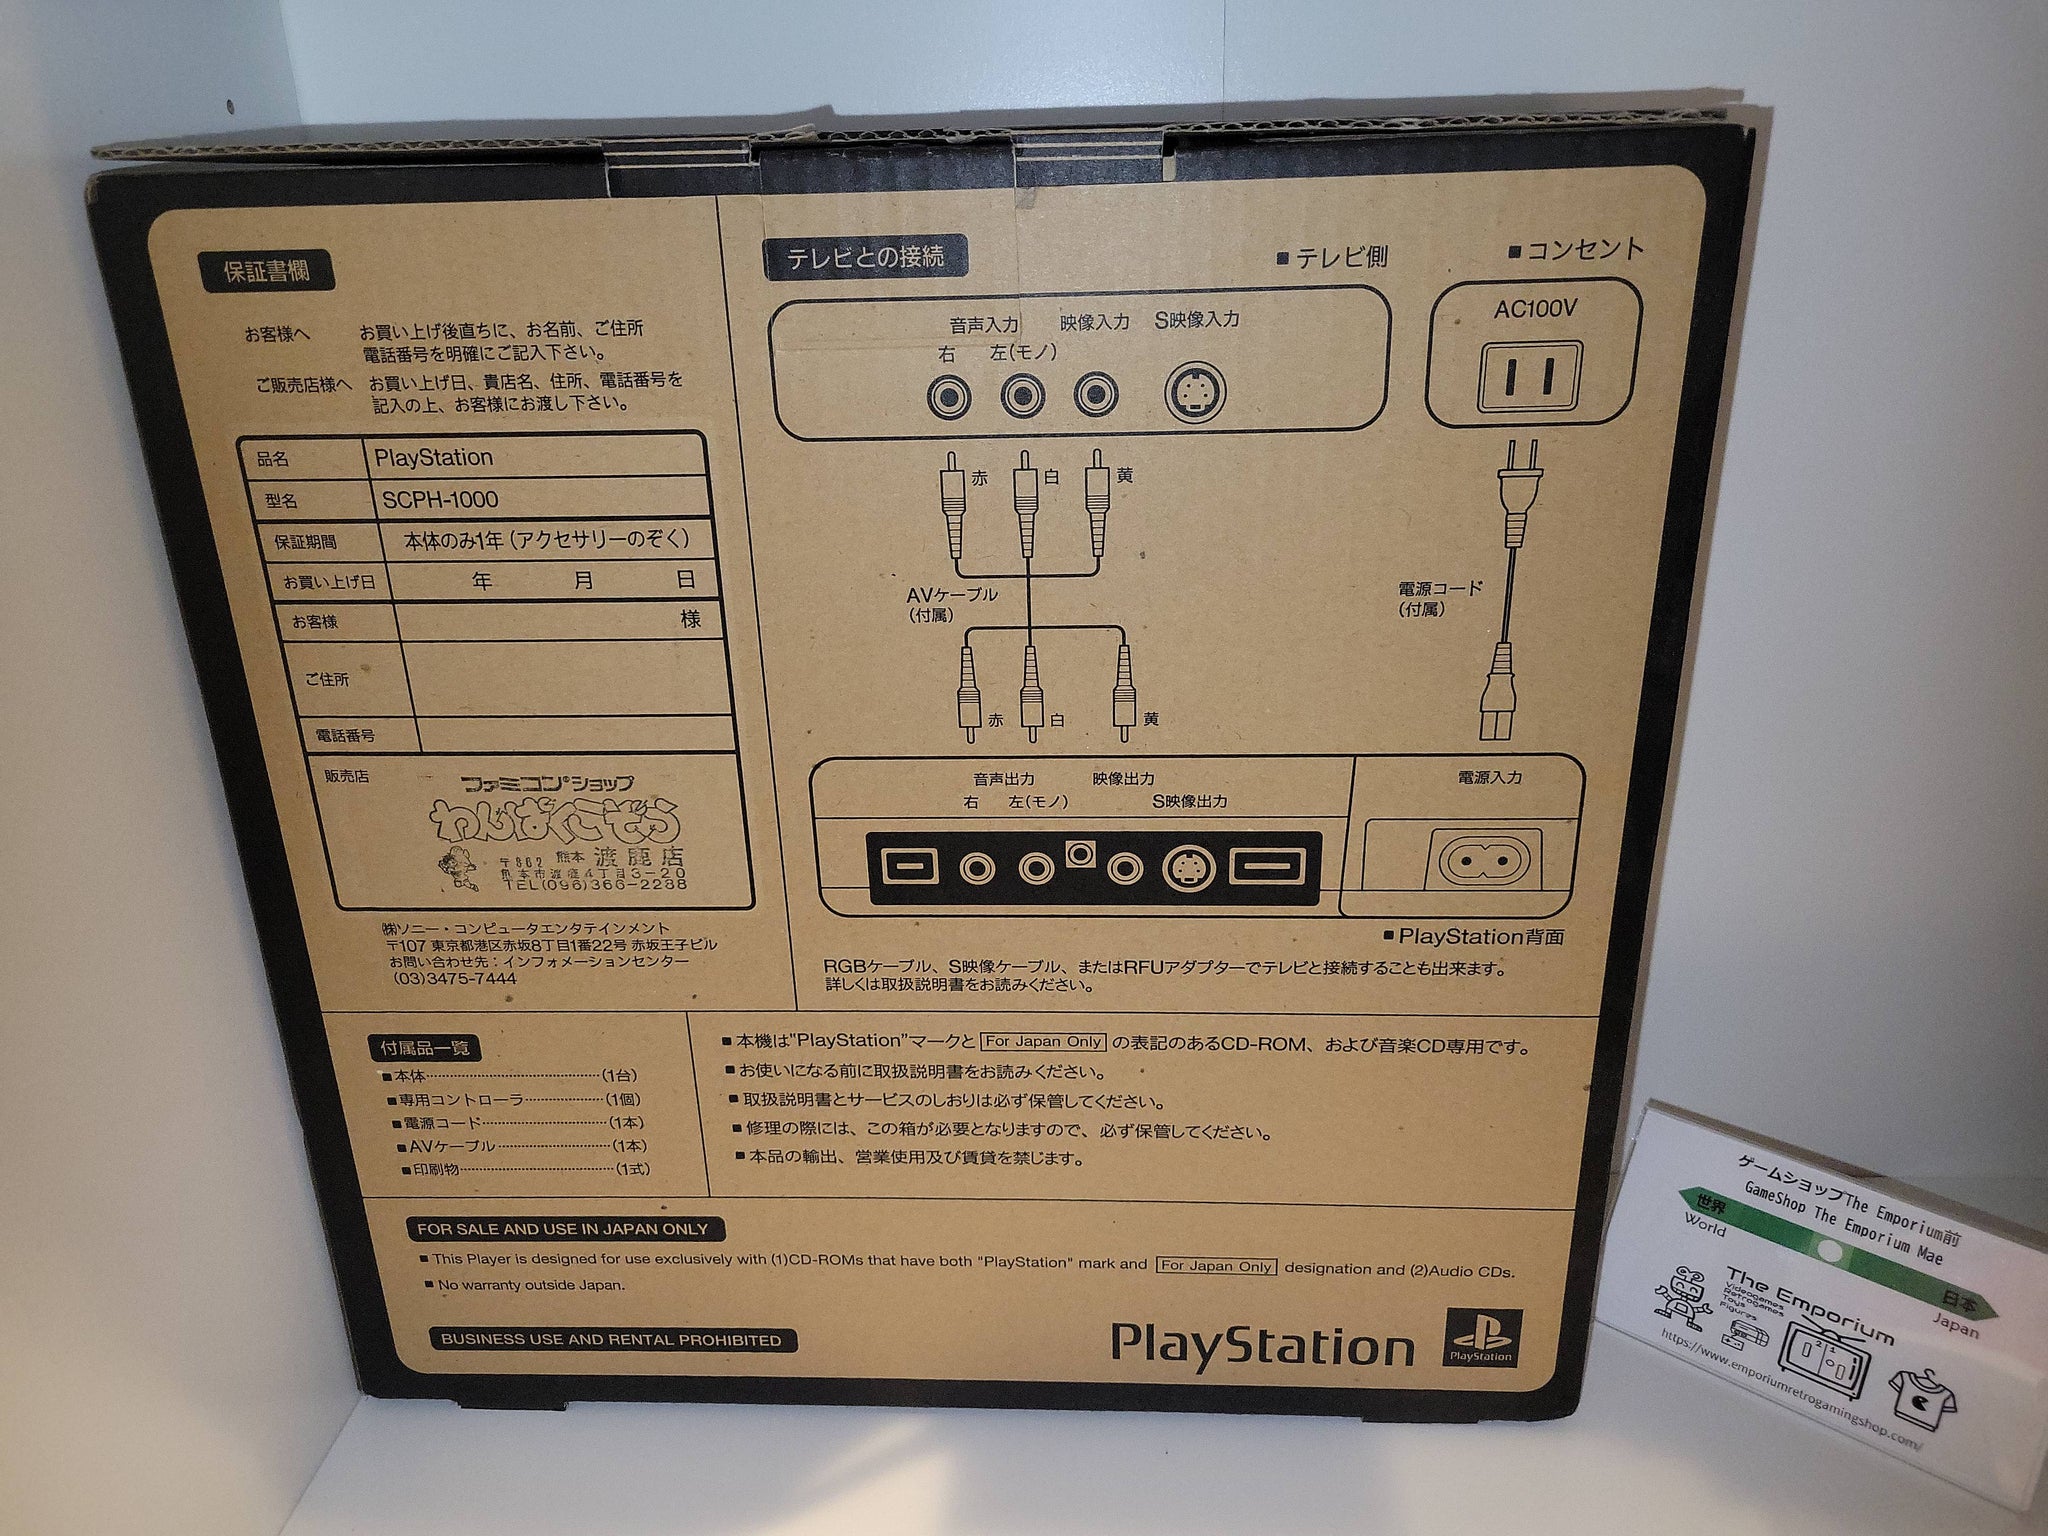 保証書欄
お客様へ お買い上げ後直ちに、お名前、ご住所
電話番号を明確にご記入下さい。
ご販売店様へ お買い上げ日、貴店名、住所、電話番号を
記入の上、お客様にお渡し下さい。
品名 PlayStation
型名 SCPH-1000
保証期間 本体のみ1年(アクセサリーのぞく)
お買い上げ日 年 月 日
お客様 様
ご住所
電話番号
販売店
ファミコンショップ
わんぱくこぞう
〒862 熊本 渡鹿店
熊本市渡鹿4丁目3-20
TEL(096)366-2288
㈱ソニー・コンピュータエンタテインメント
〒107 東京都港区赤坂8丁目1番22号 赤坂王子ビル
お問い合わせ先:インフォメーションセンター
(03)3475-7444
テレビとの接続
■テレビ側
■コンセント
音声入力 映像入力 S映像入力
右 左(モノ)
AC100V
赤 白 黄
AVケーブル
(付属)
電源コード
(付属)
赤 白 黄
音声出力 映像出力
右 左(モノ) S映像出力
電源入力
■PlayStation背面
RGBケーブル、S映像ケーブル、またはRFUアダプターでテレビと接続することも出来ます。
詳しくは取扱説明書をお読みください。
付属品一覧
■本体……………(1台)
■専用コントローラ……………(1個)
■電源コード……………(1本)
■AVケーブル……………(1本)
■印刷物……………(1式)
■本機は"PlayStation"マークと For Japan Only の表記のあるCD-ROM、および音楽CD専用です。
■お使いになる前に取扱説明書をお読みください。
■取扱説明書とサービスのしおりは必ず保管してください。
■修理の際には、この箱が必要となりますので、必ず保管してください。
■本品の輸出、営業使用及び賃貸を禁じます。
FOR SALE AND USE IN JAPAN ONLY
■This Player is designed for use exclusively with (1)CD-ROMs that have both "PlayStation" mark and For Japan Only designation and (2)Audio CDs.
■No warranty outside Japan.
BUSINESS USE AND RENTAL PROHIBITED
PlayStation
PlayStation
ゲームショップThe Emporium前
GameShop The Emporium Mae
世界
World
日本
Japan
The Emporium
Videogames
Retrogames
Toys
Figures
https://www.emporiumretrogamingshop.com/